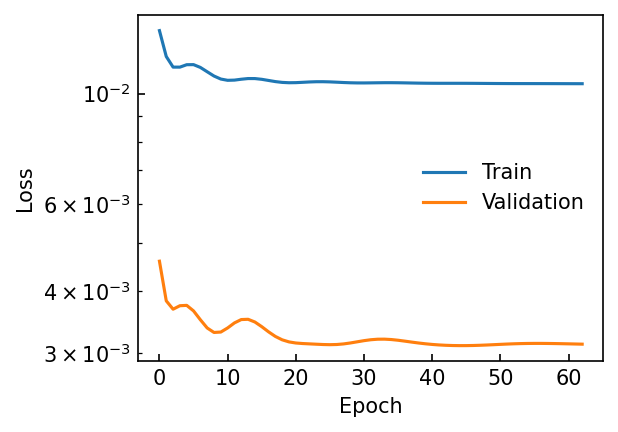 10⁻²
6 × 10⁻³
4 × 10⁻³
3 × 10⁻³
Loss
Train
Validation
0 10 20 30 40 50 60
Epoch